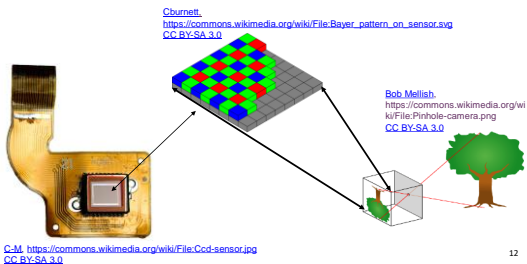 Cburnett,
https://commons.wikimedia.org/wiki/File:Bayer_pattern_on_sensor.svg
CC BY-SA 3.0
Bob Mellish,
https://commons.wikimedia.org/wi
ki/File:Pinhole-camera.png
CC BY-SA 3.0
C-M, https://commons.wikimedia.org/wiki/File:Ccd-sensor.jpg
CC BY-SA 3.0
12